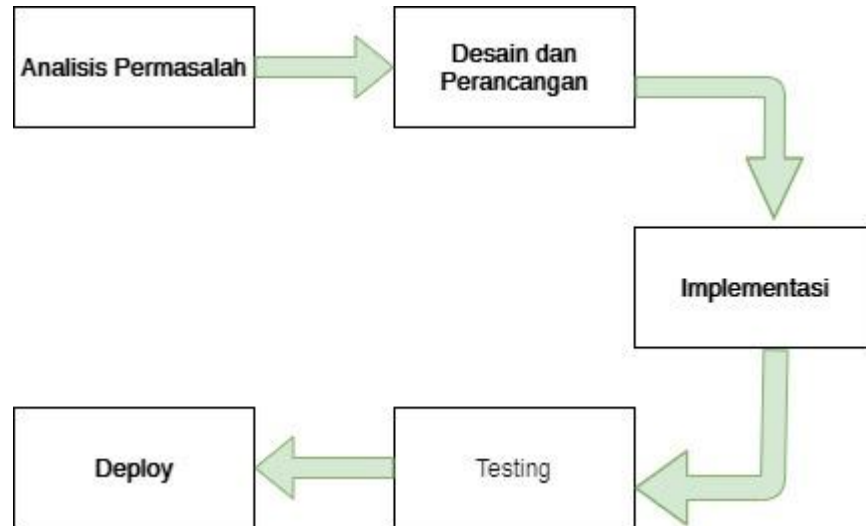 Analisis Permasalah
Desain dan
Perancangan
Implementasi
Testing
Deploy